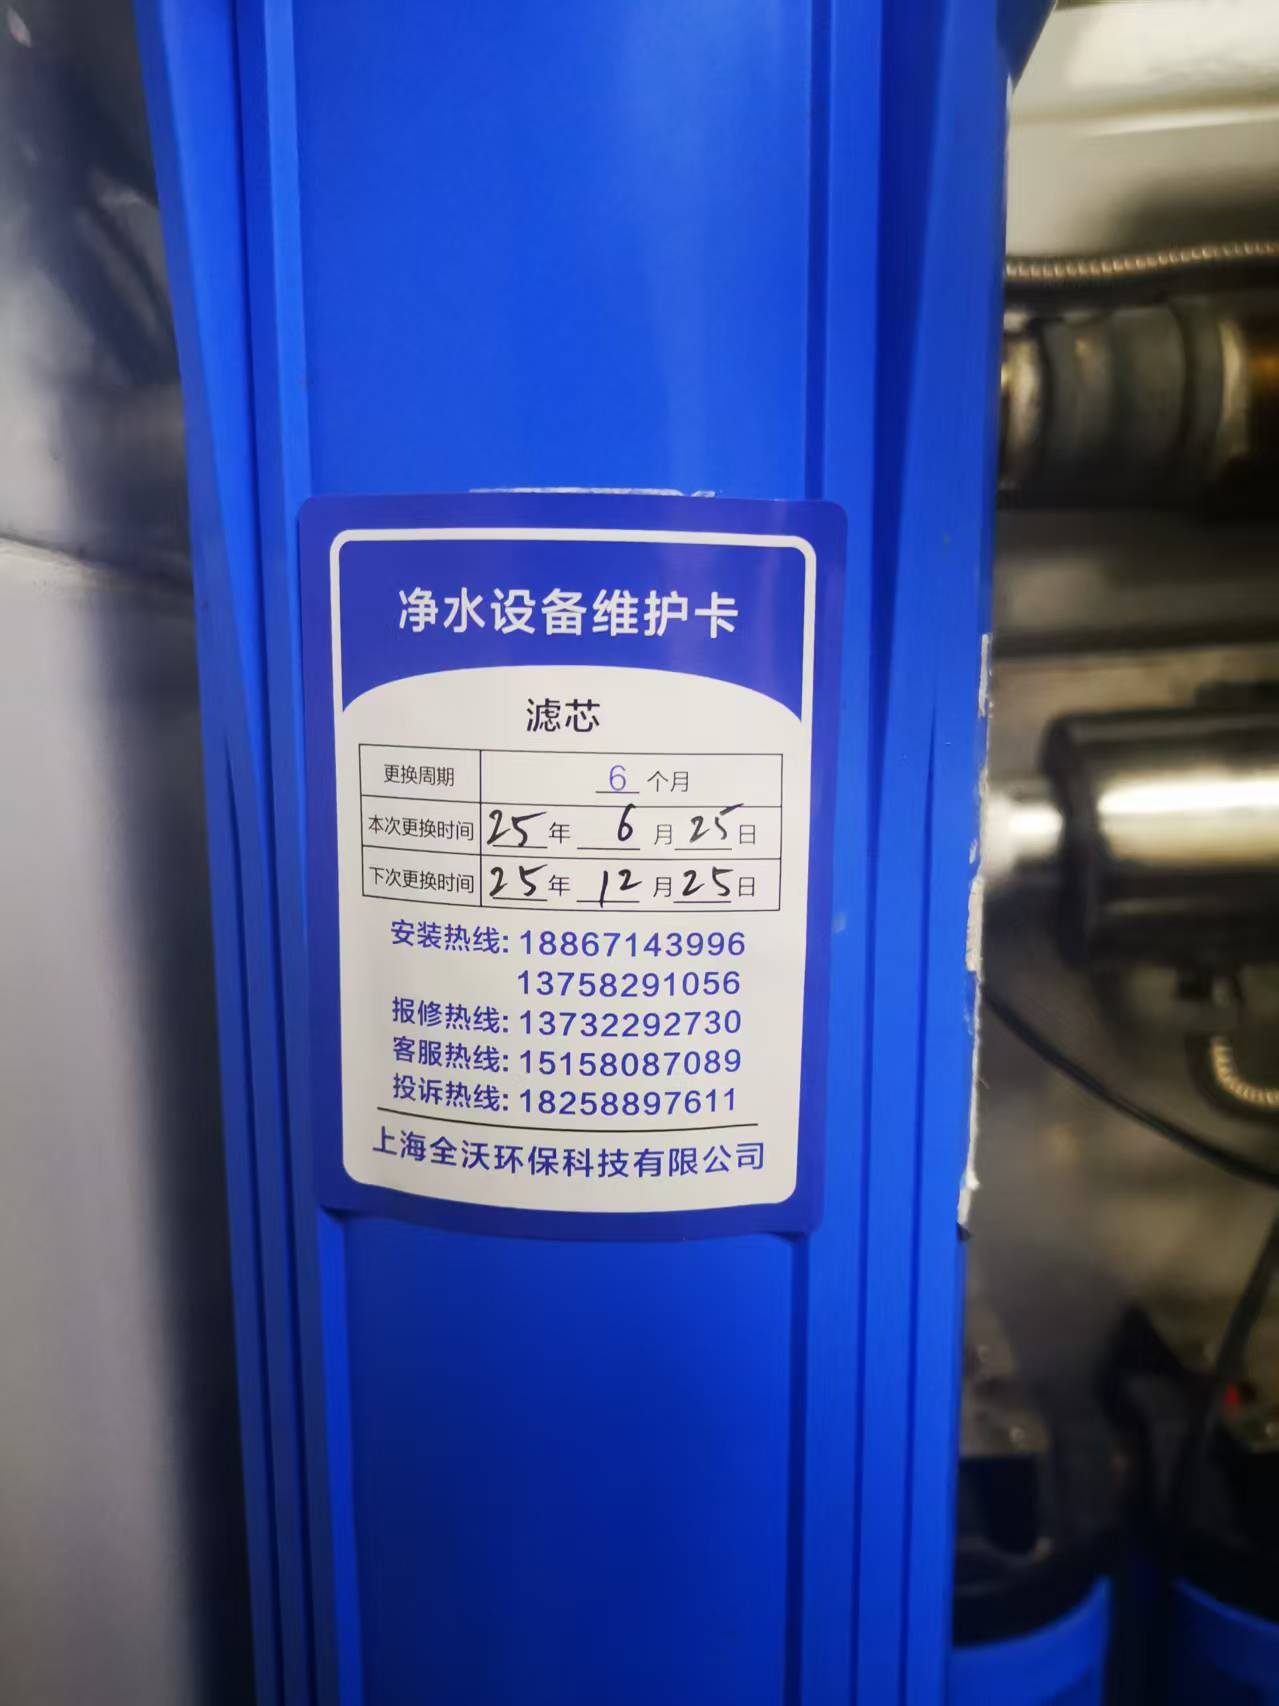 净水设备维护卡
滤芯
更换周期 6 个月
本次更换时间 25 年 6 月 25 日
下次更换时间 25 年 12 月 25 日
安装热线: 18867143996
13758291056
报修热线: 13732292730
客服热线: 15158087089
投诉热线: 18258897611
上海全沃环保科技有限公司